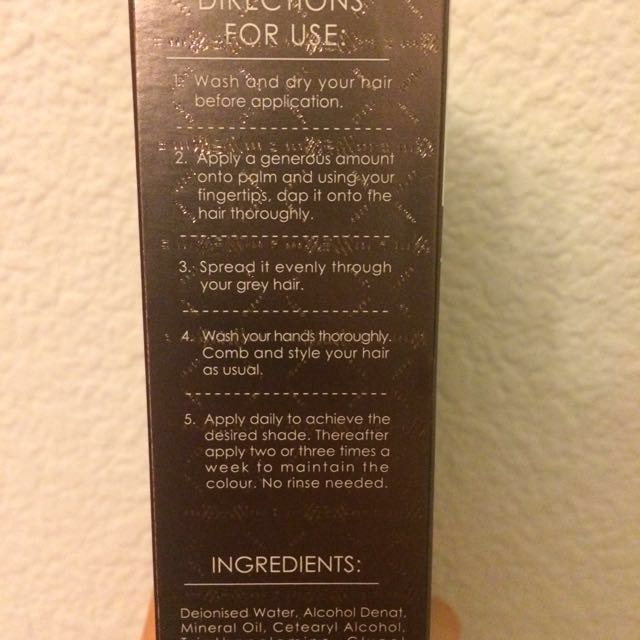 DIRECTIONS
FOR USE:
1. Wash and dry your hair
before application.
2. Apply a generous amount
onto palm and using your
fingertips, dap it onto the
hair thoroughly.
3. Spread it evenly through
your grey hair.
4. Wash your hands thoroughly.
Comb and style your hair
as usual.
5. Apply daily to achieve the
desired shade. Thereafter
apply two or three times a
week to maintain the
colour. No rinse needed.
INGREDIENTS:
Deionised Water, Alcohol Denat,
Mineral Oil, Cetearyl Alcohol,